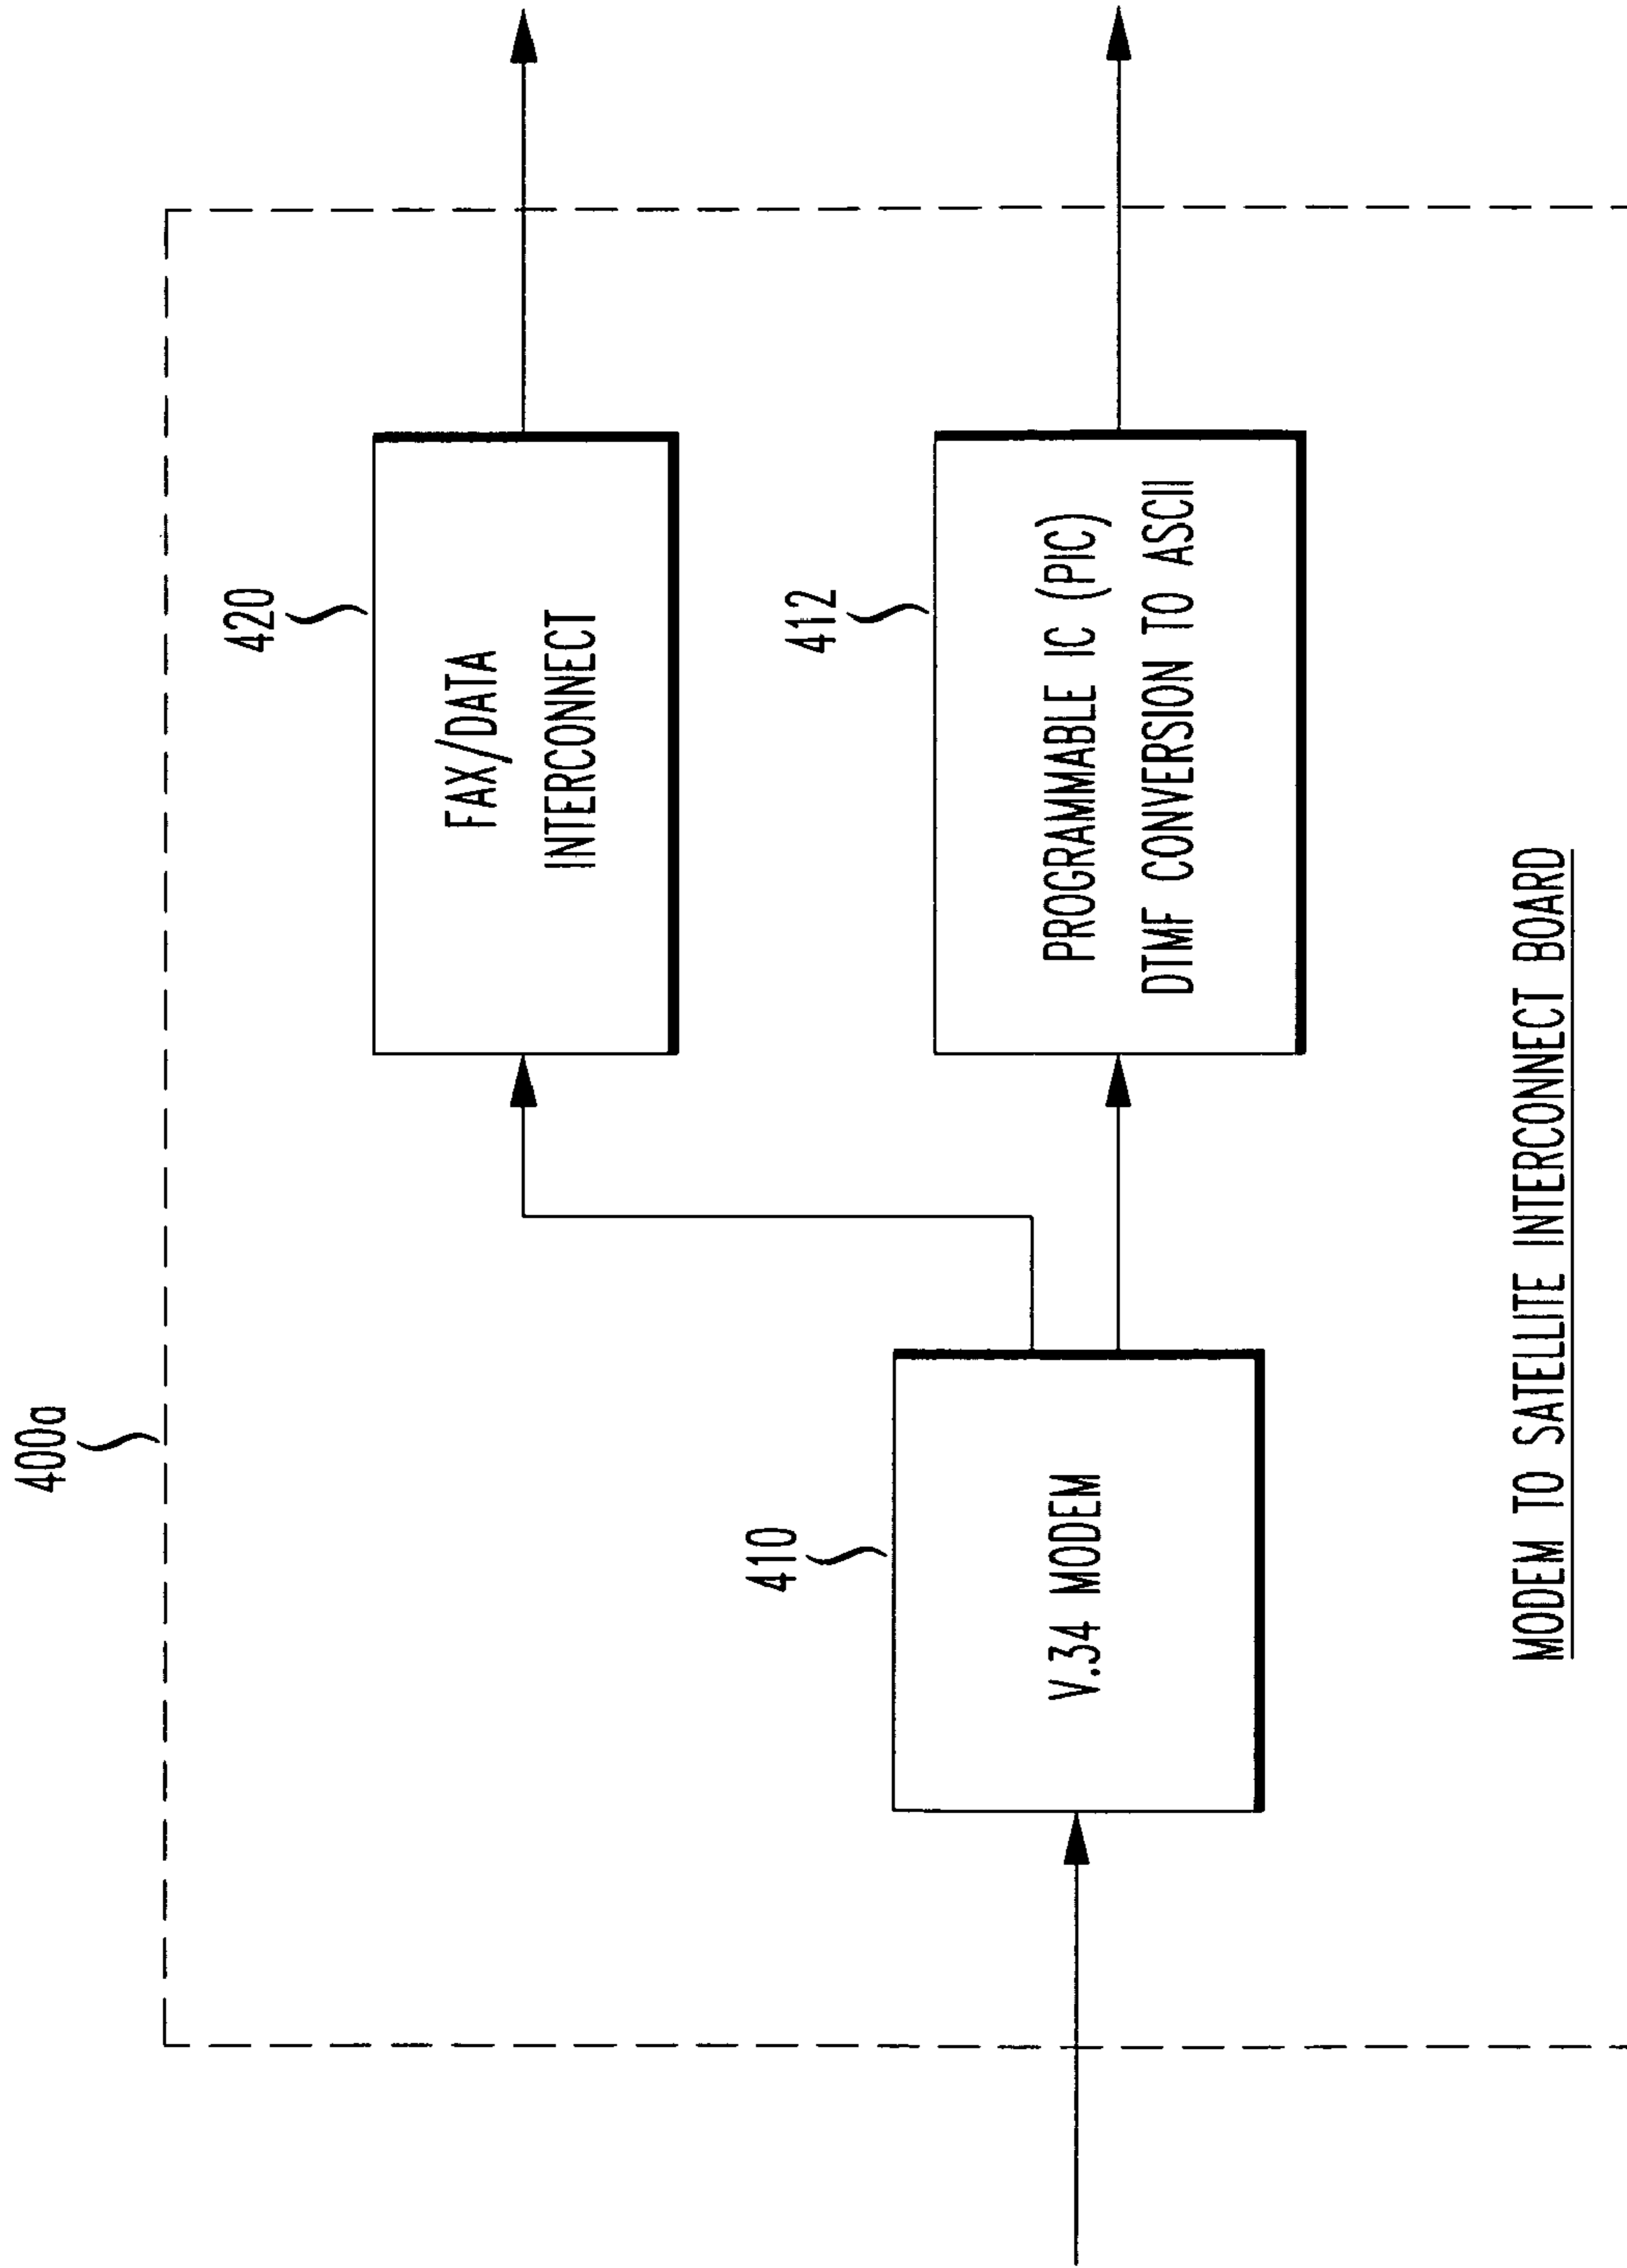 400a
420
FAX/DATA
INTERCONNECT
410
V.34 MODEM
412
PROGRAMMABLE IC (PIC)
DTMF CONVERSION TO ASCII
MODEM TO SATELLITE INTERCONNECT BOARD